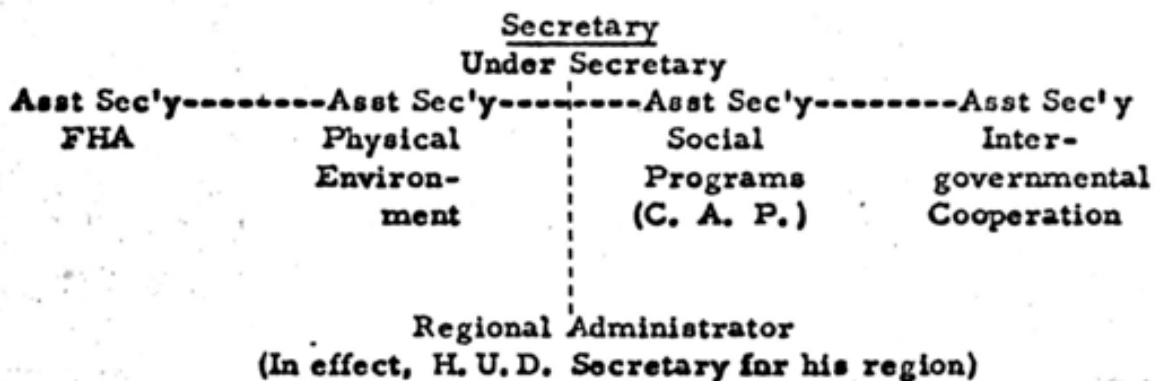 Secretary
Under Secretary
Asst Sec'y--------Asst Sec'y--------Asst Sec'y--------Asst Sec'y
FHA Physical Social Inter-
Environ- Programs governmental
ment (C. A. P.) Cooperation
Regional Administrator
(In effect, H. U. D. Secretary for his region)